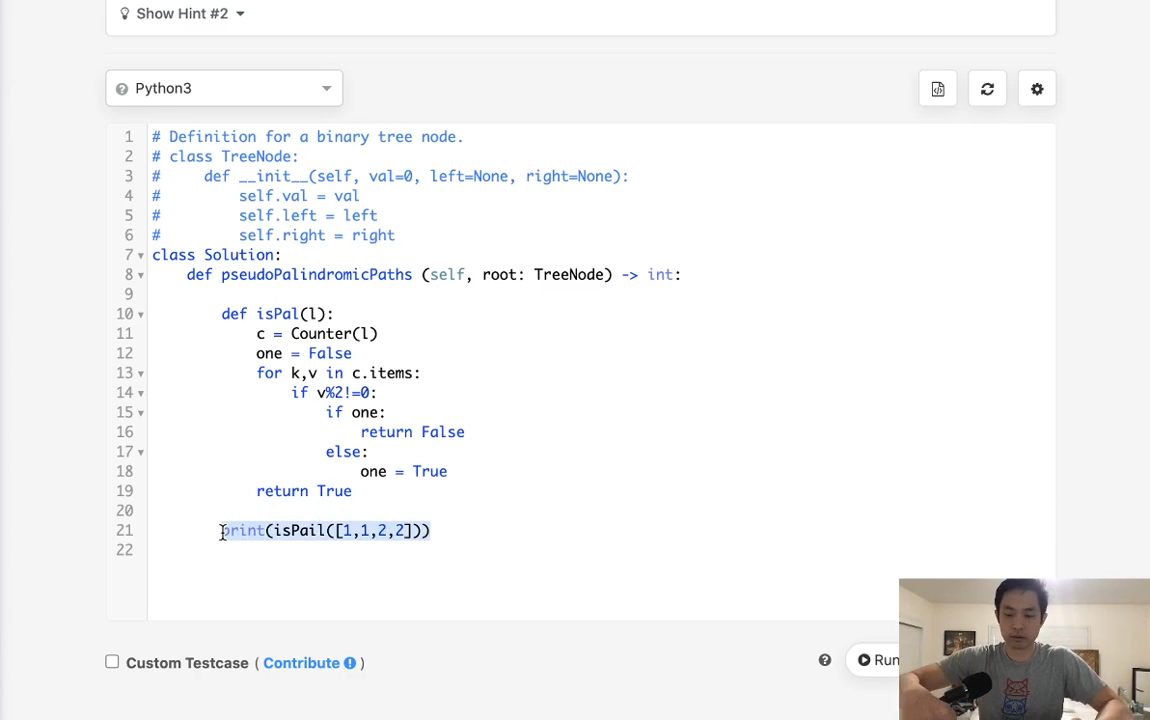 Show Hint #2
Python3
1 # Definition for a binary tree node.
2 # class TreeNode:
3 #     def __init__(self, val=0, left=None, right=None):
4 #         self.val = val
5 #         self.left = left
6 #         self.right = right
7 class Solution:
8     def pseudoPalindromicPaths (self, root: TreeNode) -> int:
9
10         def isPal(l):
11             c = Counter(l)
12             one = False
13             for k,v in c.items:
14                 if v%2!=0:
15                     if one:
16                         return False
17                     else:
18                         one = True
19             return True
20
21         print(isPail([1,1,2,2]))
22
Custom Testcase ( Contribute )
Run